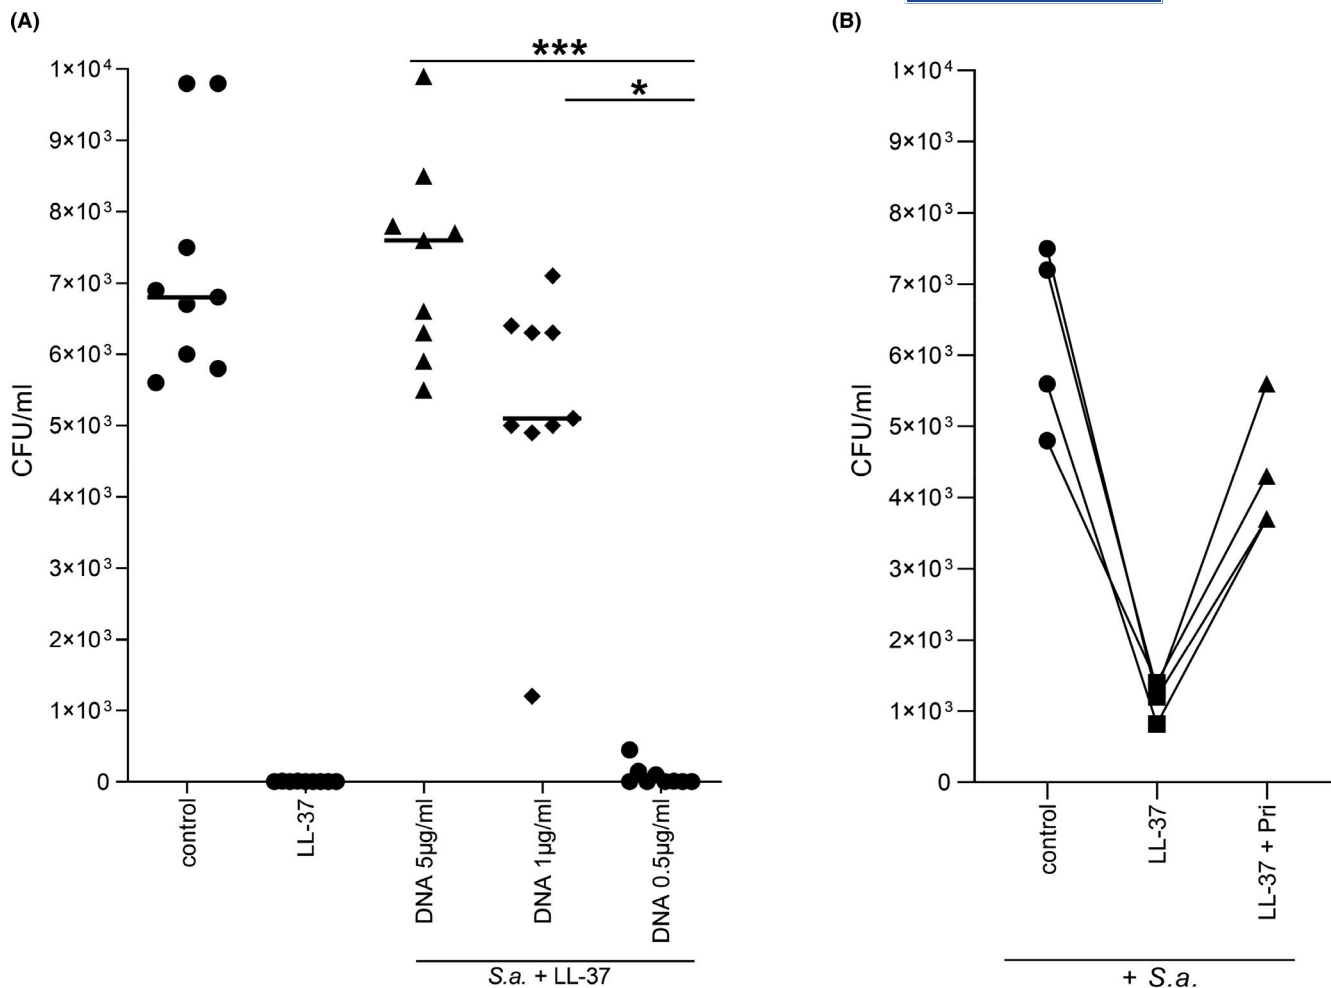 (A)
(B)
***
*
1×10⁴
9×10³
8×10³
7×10³
6×10³
5×10³
4×10³
3×10³
2×10³
1×10³
0
CFU/ml
control
LL-37
DNA 5µg/ml
DNA 1µg/ml
DNA 0.5µg/ml
S.a. + LL-37
1×10⁴
9×10³
8×10³
7×10³
6×10³
5×10³
4×10³
3×10³
2×10³
1×10³
0
CFU/ml
control
LL-37
LL-37 + Pri
+ S.a.